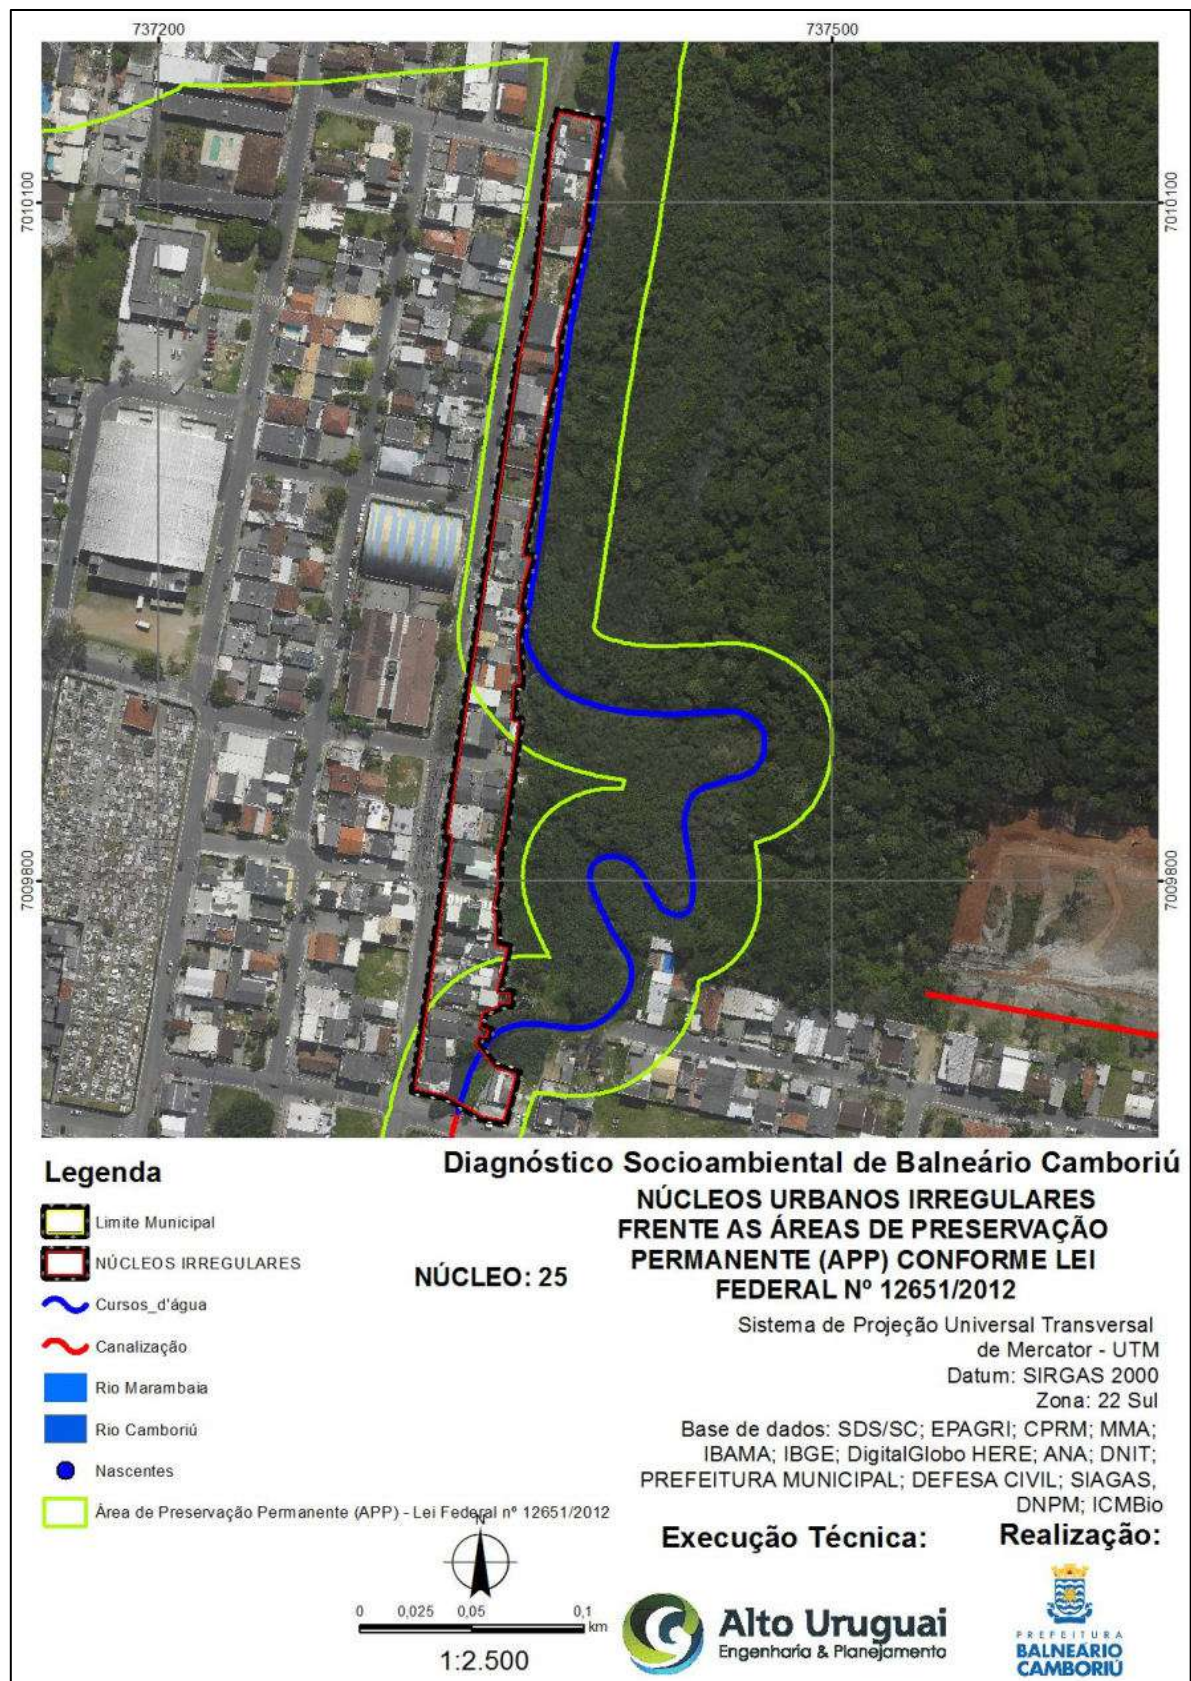 737200
737500
7010100
7010100
7009800
7009800
Legenda
Limite Municipal
NÚCLEOS IRREGULARES
Cursos_d'água
Canalização
Rio Marambaia
Rio Camboriú
Nascentes
Área de Preservação Permanente (APP) - Lei Federal nº 12651/2012
Diagnóstico Socioambiental de Balneário Camboriú
NÚCLEO: 25
NÚCLEOS URBANOS IRREGULARES
FRENTE AS ÁREAS DE PRESERVAÇÃO
PERMANENTE (APP) CONFORME LEI
FEDERAL Nº 12651/2012
Sistema de Projeção Universal Transversal
de Mercator - UTM
Datum: SIRGAS 2000
Zona: 22 Sul
Base de dados: SDS/SC; EPAGRI; CPRM; MMA;
IBAMA; IBGE; DigitalGlobo HERE; ANA; DNIT;
PREFEITURA MUNICIPAL; DEFESA CIVIL; SIAGAS,
DNPM; ICMBio
N
0 0,025 0,05 0,1
km
1:2.500
Execução Técnica:
Alto Uruguai
Engenharia & Planejamento
Realização:
PREFEITURA
BALNEÁRIO
CAMBORIÚ